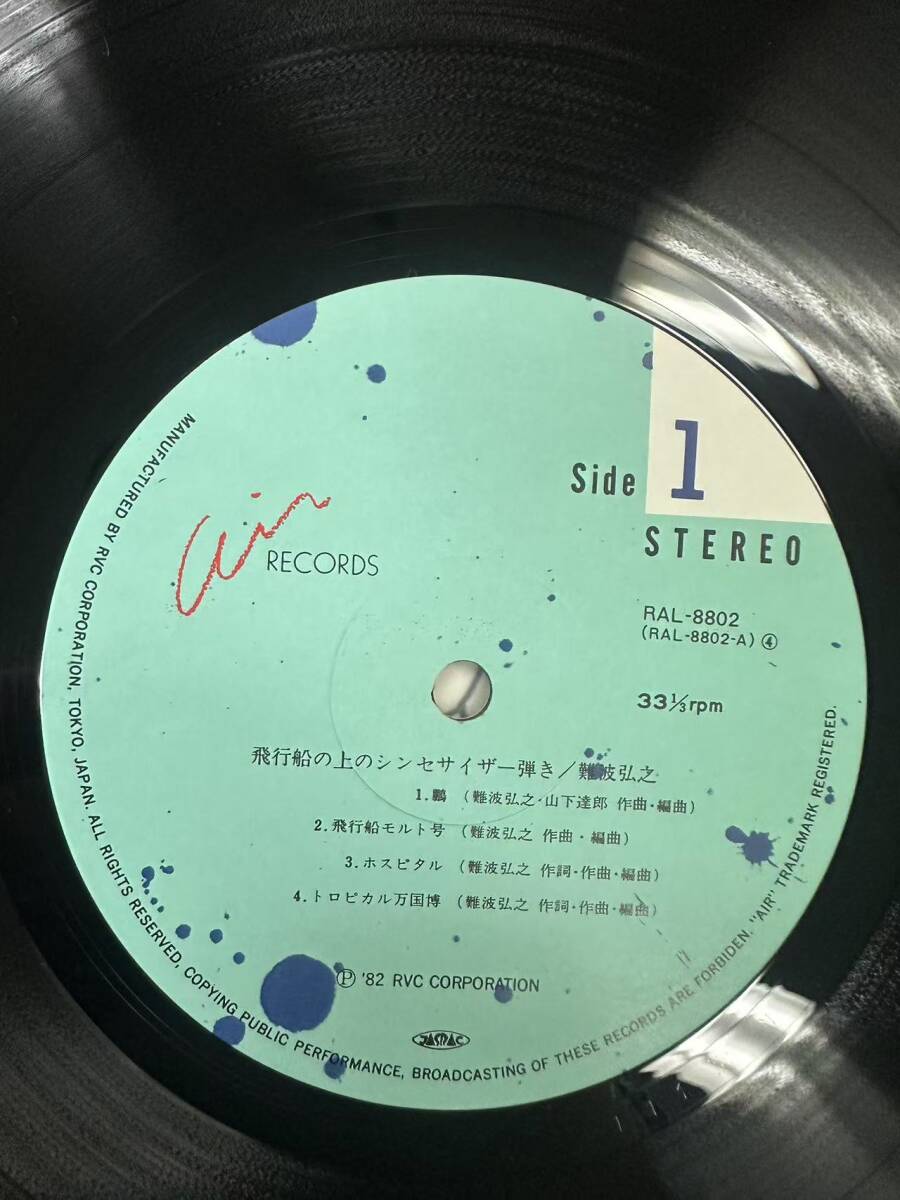 Air
RECORDS
Side 1
STEREO
RAL-8802
(RAL-8802-A) ④
33⅓rpm
飛行船の上のシンセサイザー弾き/難波弘之
1.鵬 (難波弘之・山下達郎 作曲・編曲)
2.飛行船モルト号 (難波弘之 作曲・編曲)
3.ホスピタル (難波弘之 作詞・作曲・編曲)
4.トロピカル万国博 (難波弘之 作詞・作曲・編曲)
Ⓟ '82 RVC CORPORATION
JASRAC
MANUFACTURED BY RVC CORPORATION, TOKYO, JAPAN. ALL RIGHTS RESERVED, COPYING PUBLIC PERFORMANCE, BROADCASTING OF THESE RECORDS ARE FORBIDEN. "AIR" TRADEMARK REGISTERED.